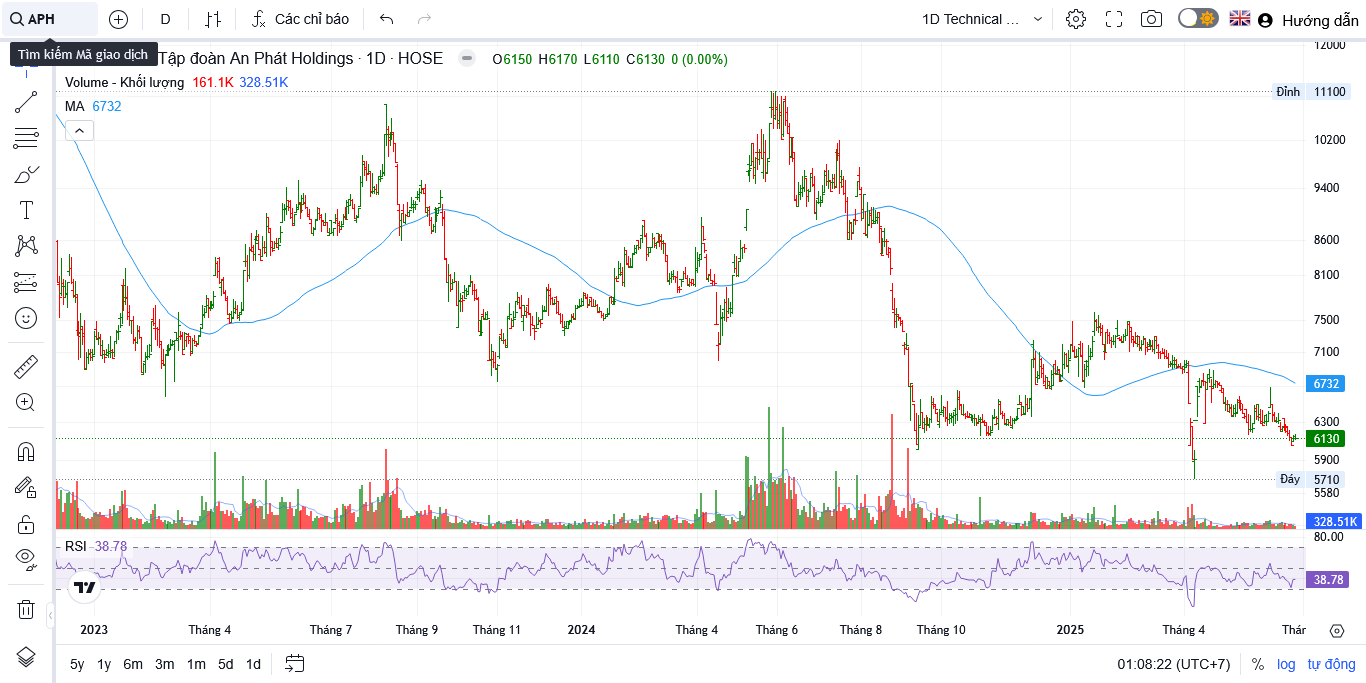 APH
D
Các chỉ báo
1D Technical ...
Hướng dẫn
Tìm kiếm Mã giao dịch
Tập đoàn An Phát Holdings · 1D · HOSE
O6150 H6170 L6110 C6130 0 (0.00%)
Volume - Khối lượng 161.1K 328.51K
MA 6732
12000
Đỉnh 11100
10200
9400
8600
8100
7500
7100
6732
6300
6130
5900
Đáy 5710
5580
328.51K
80.00
RSI 38.78
38.78
2023 Tháng 4 Tháng 7 Tháng 9 Tháng 11 2024 Tháng 4 Tháng 6 Tháng 8 Tháng 10 2025 Tháng 4 Thár
5y 1y 6m 3m 1m 5d 1d
01:08:22 (UTC+7) % log tự động